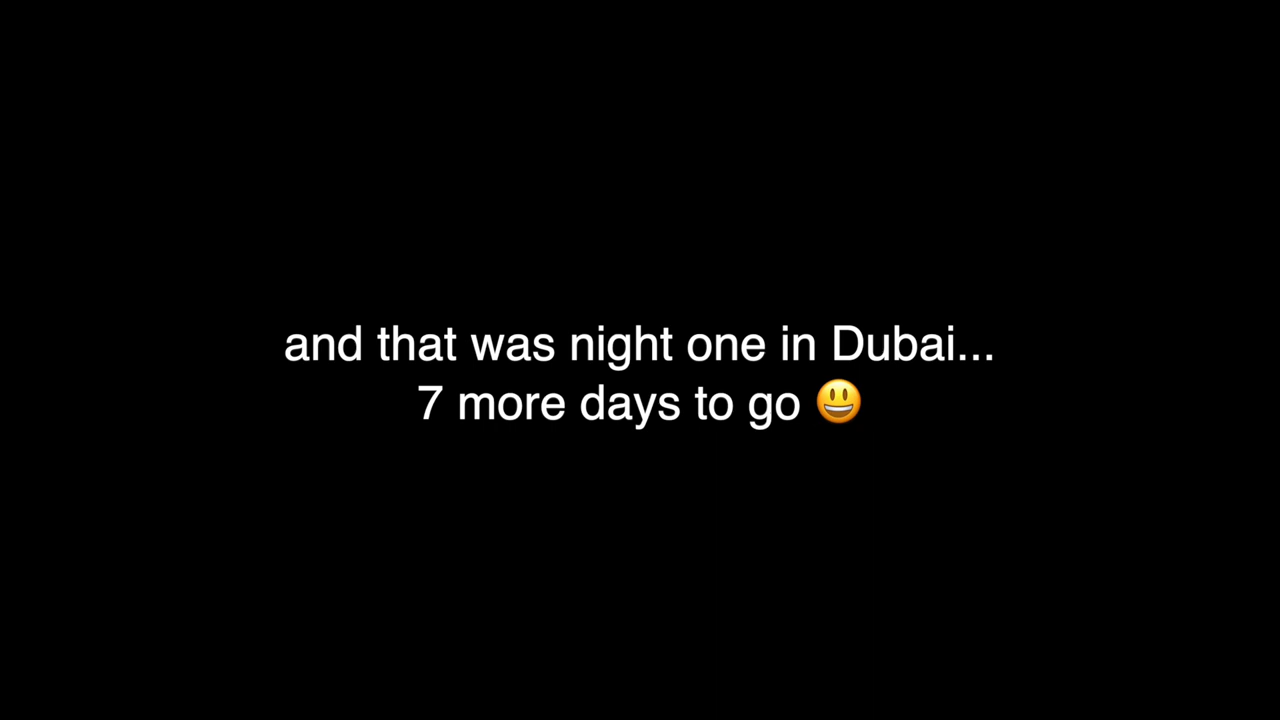 and that was night one in Dubai...
7 more days to go 😃